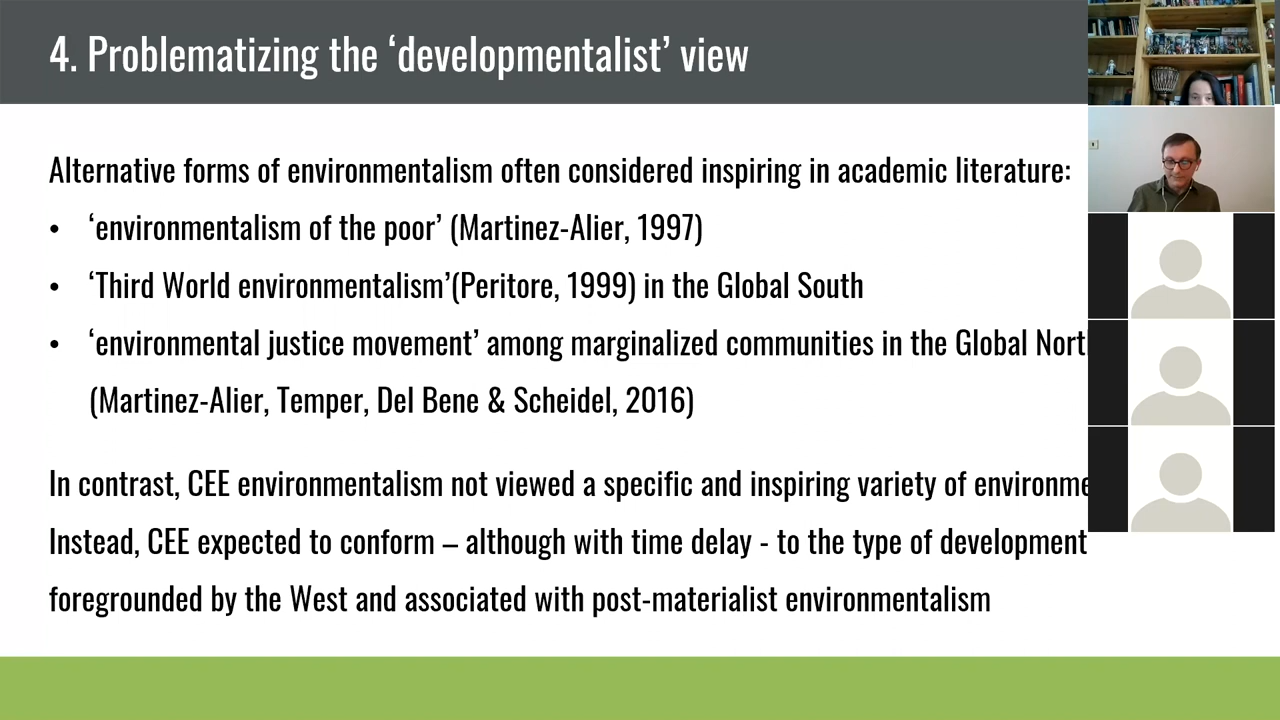 4. Problematizing the ‘developmentalist’ view
Alternative forms of environmentalism often considered inspiring in academic literature:
• ‘environmentalism of the poor’ (Martinez-Alier, 1997)
• ‘Third World environmentalism’(Peritore, 1999) in the Global South
• ‘environmental justice movement’ among marginalized communities in the Global
(Martinez-Alier, Temper, Del Bene & Scheidel, 2016)
In contrast, CEE environmentalism not viewed a specific and inspiring variety of
Instead, CEE expected to conform – although with time delay - to the type of development
foregrounded by the West and associated with post-materialist environmentalism